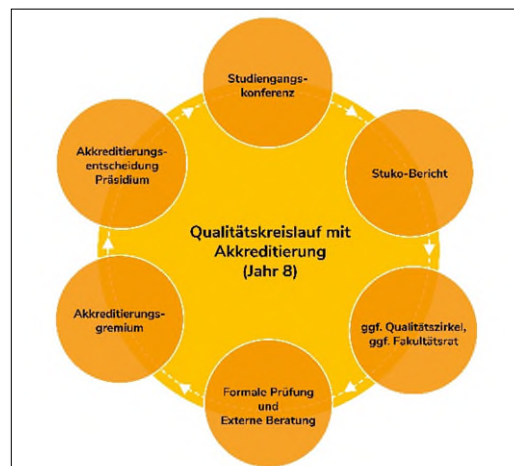 Studiengangs-
konferenz
Stuko-Bericht
ggf. Qualitätszirkel,
ggf. Fakultätsrat
Formale Prüfung
und
Externe Beratung
Akkreditierungs-
gremium
Akkreditierungs-
entscheidung
Präsidium
Qualitätskreislauf mit
Akkreditierung
(Jahr 8)